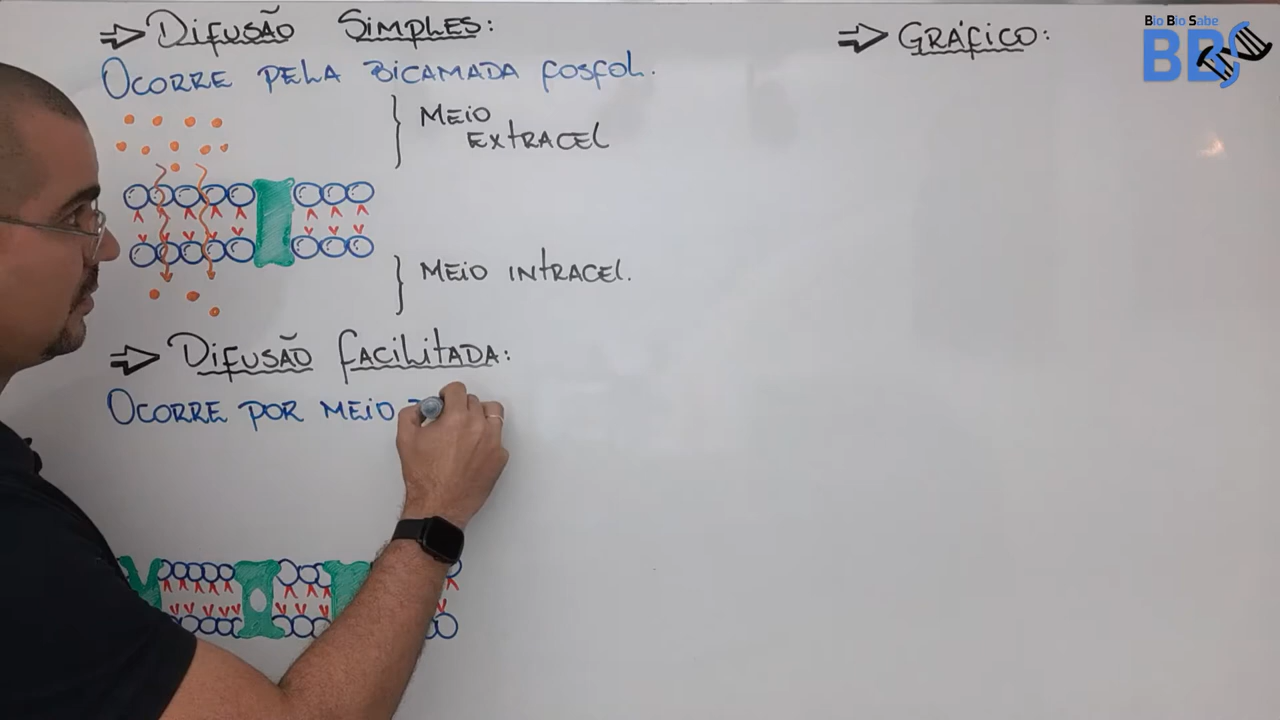 ⇒ Difusão Simples:
Ocorre pela bicamada fosfol.
Meio
extracel
Meio intracel.
⇒ Difusão facilitada:
Ocorre por meio
⇒ Gráfico:
Bio Bio Sabe
BBS